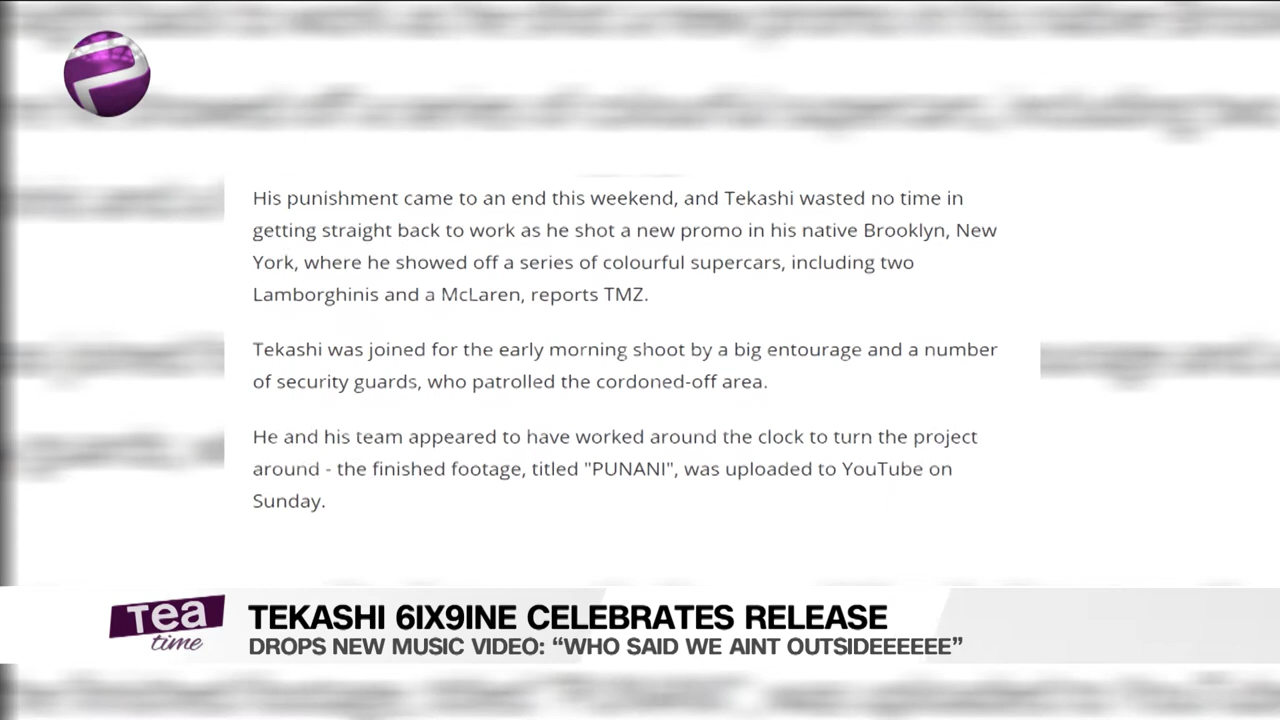 His punishment came to an end this weekend, and Tekashi wasted no time in
getting straight back to work as he shot a new promo in his native Brooklyn, New
York, where he showed off a series of colourful supercars, including two
Lamborghinis and a McLaren, reports TMZ.
Tekashi was joined for the early morning shoot by a big entourage and a number
of security guards, who patrolled the cordoned-off area.
He and his team appeared to have worked around the clock to turn the project
around - the finished footage, titled "PUNANI", was uploaded to YouTube on
Sunday.
Tea
time
TEKASHI 6IX9INE CELEBRATES RELEASE
DROPS NEW MUSIC VIDEO: “WHO SAID WE AINT OUTSIDEEEEEE”